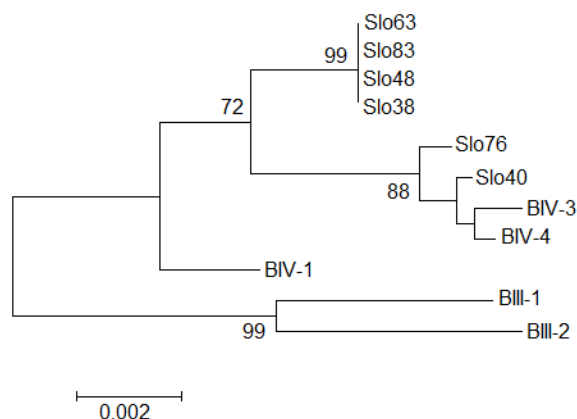 Slo63
99
Slo83
Slo48
72
Slo38
Slo76
88
Slo40
BIV-3
BIV-4
BIV-1
BIII-1
99
BIII-2
0.002